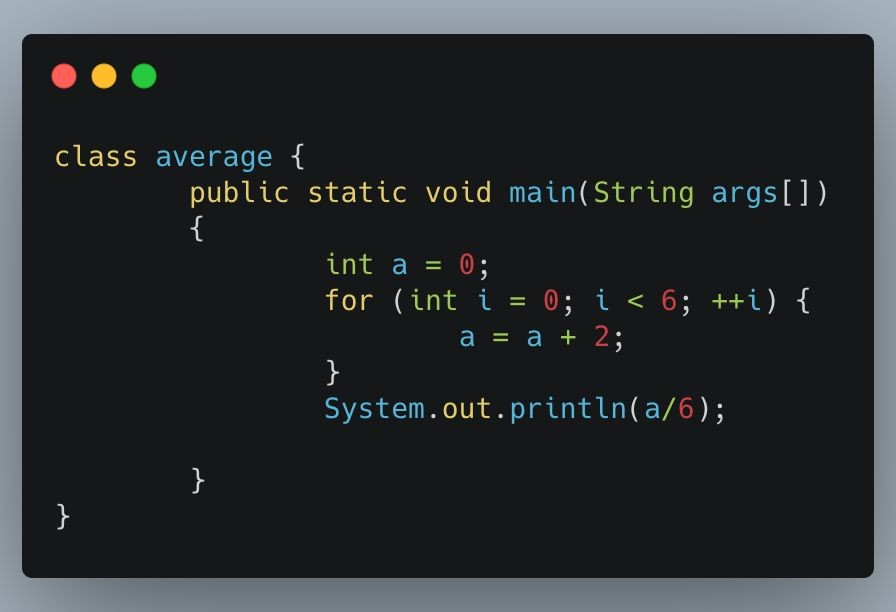 class average {
public static void main(String args[])
{
int a = 0;
for (int i = 0; i < 6; ++i) {
a = a + 2;
}
System.out.println(a/6);
}
}